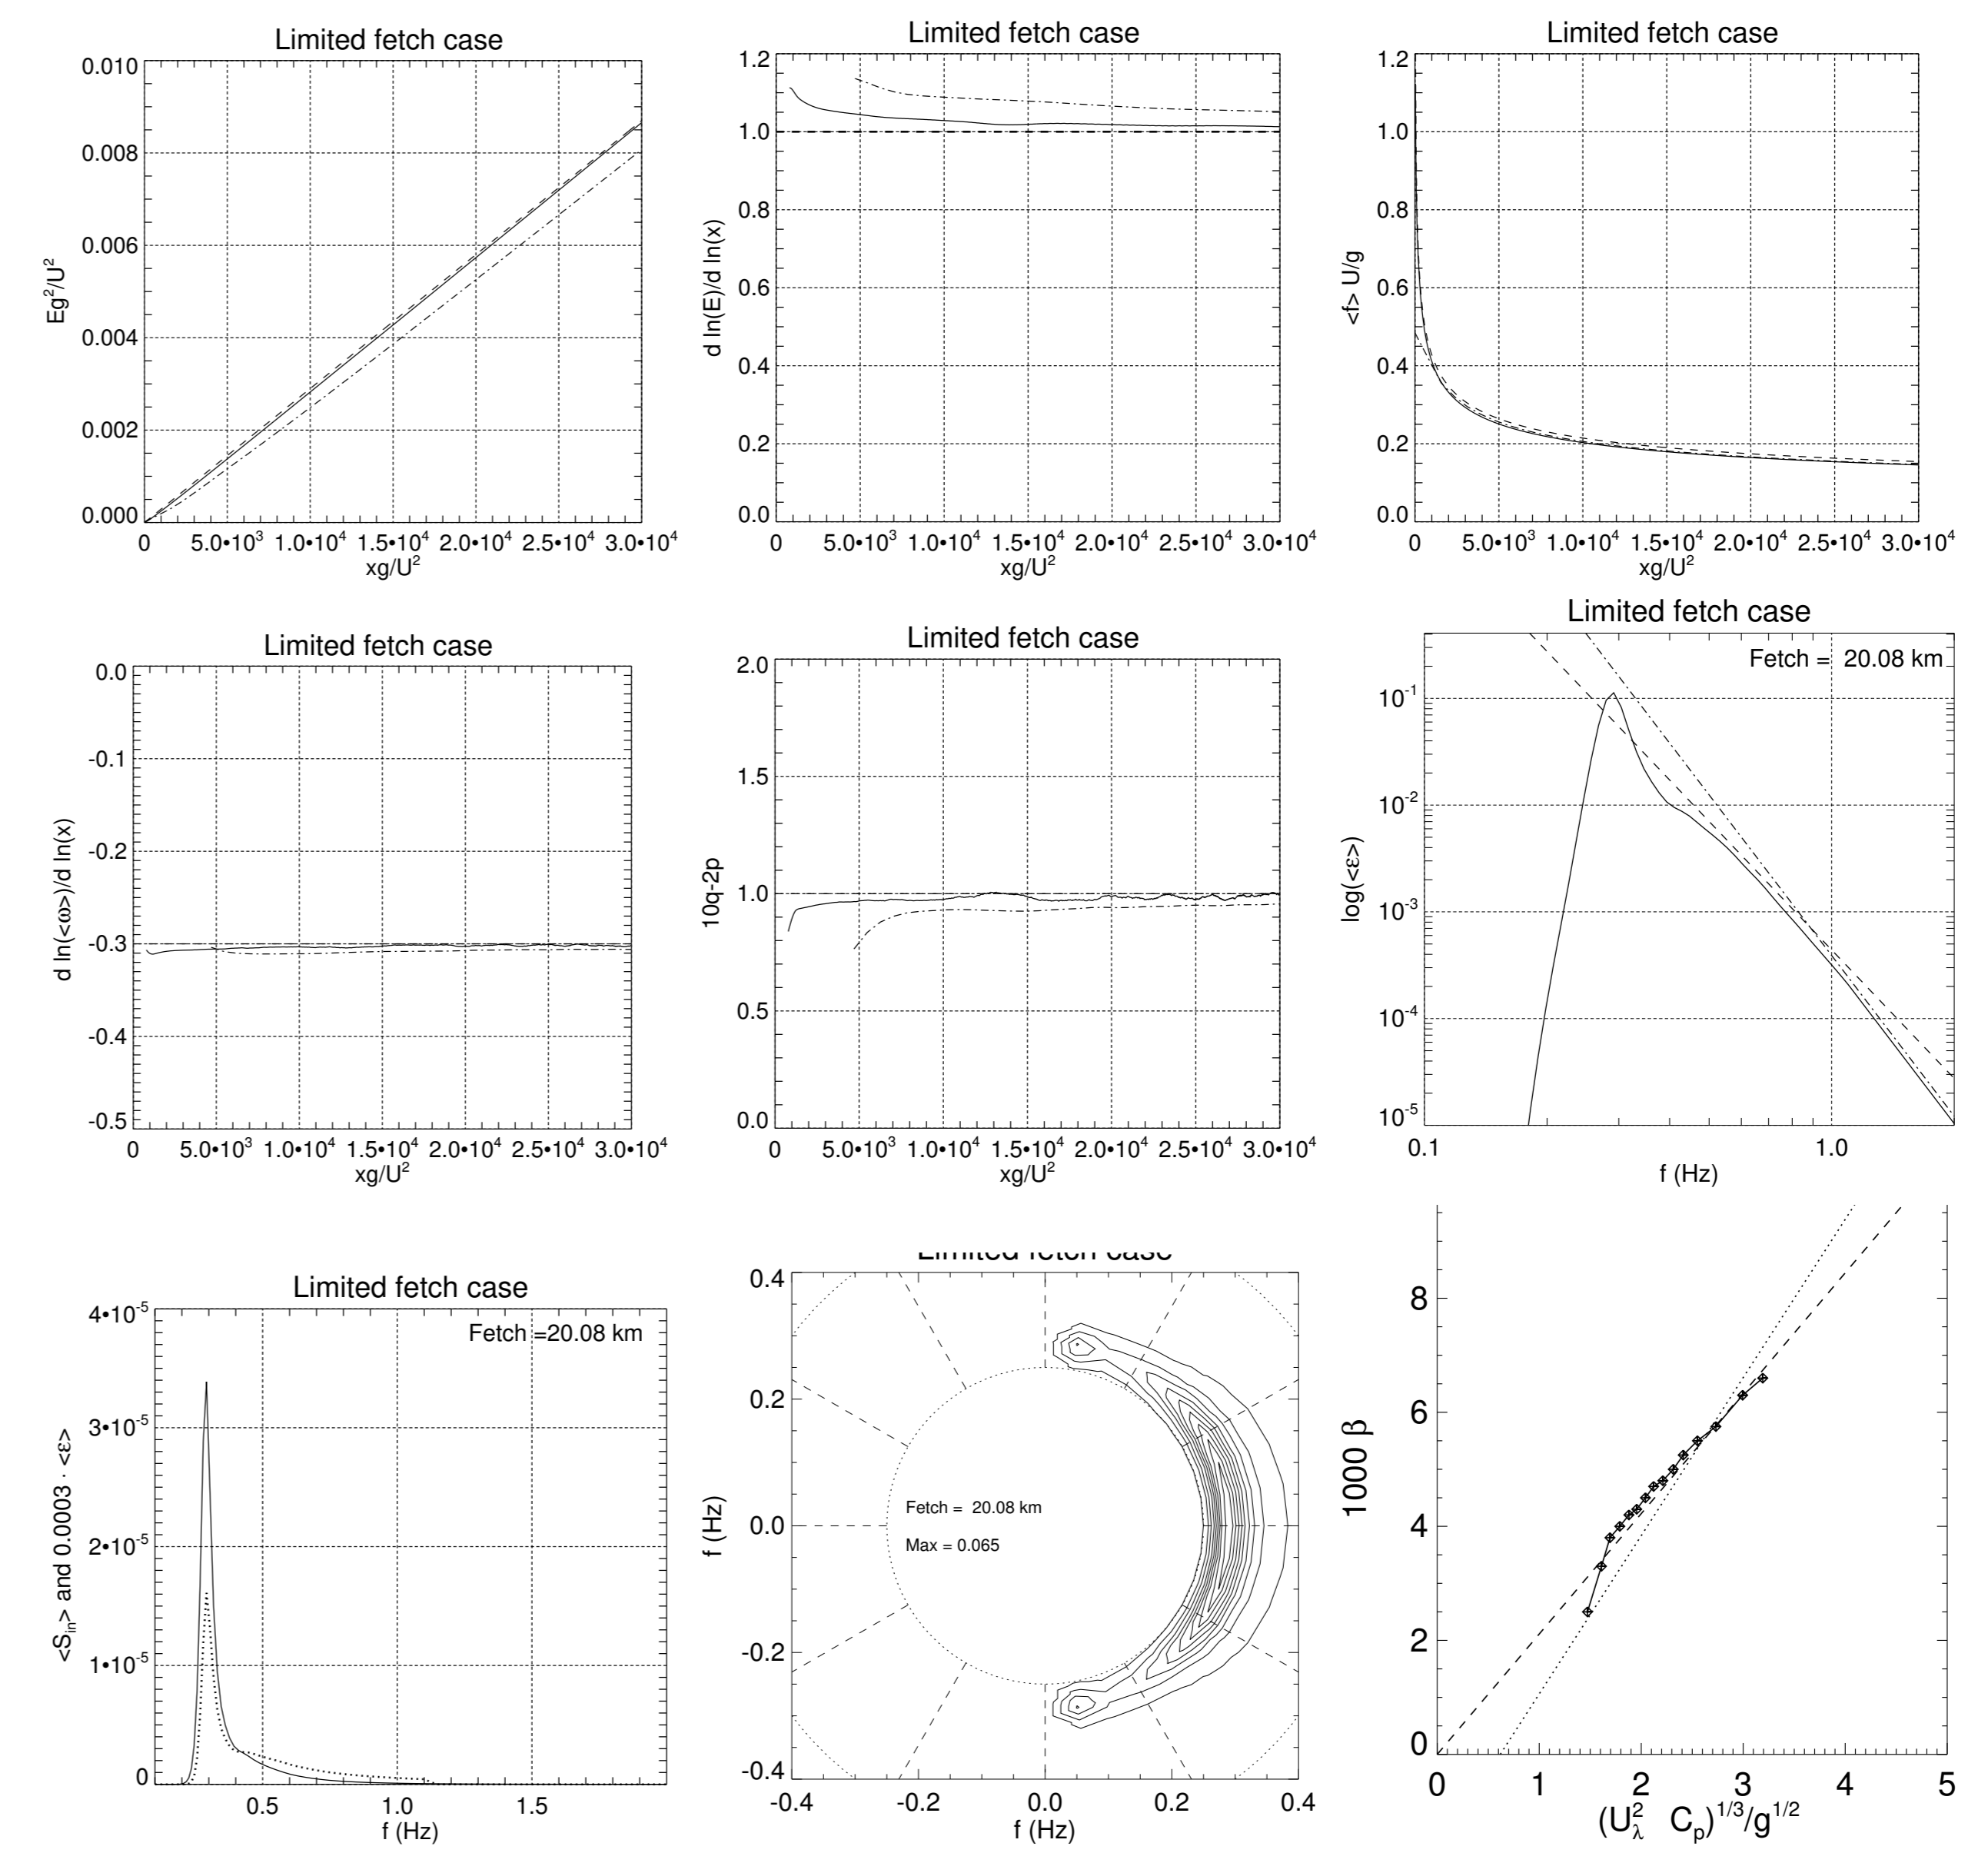 Limited fetch case
Eg²/U²
0.010
0.008
0.006
0.004
0.002
0.000
0 5.0•10³ 1.0•10⁴ 1.5•10⁴ 2.0•10⁴ 2.5•10⁴ 3.0•10⁴
xg/U²
Limited fetch case
d ln(E)/d ln(x)
1.2
1.0
0.8
0.6
0.4
0.2
0.0
0 5.0•10³ 1.0•10⁴ 1.5•10⁴ 2.0•10⁴ 2.5•10⁴ 3.0•10⁴
xg/U²
Limited fetch case
<f> U/g
1.2
1.0
0.8
0.6
0.4
0.2
0.0
0 5.0•10³ 1.0•10⁴ 1.5•10⁴ 2.0•10⁴ 2.5•10⁴ 3.0•10⁴
xg/U²
Limited fetch case
d ln(<ω>)/d ln(x)
0.0
-0.1
-0.2
-0.3
-0.4
-0.5
0 5.0•10³ 1.0•10⁴ 1.5•10⁴ 2.0•10⁴ 2.5•10⁴ 3.0•10⁴
xg/U²
Limited fetch case
10q-2p
2.0
1.5
1.0
0.5
0.0
0 5.0•10³ 1.0•10⁴ 1.5•10⁴ 2.0•10⁴ 2.5•10⁴ 3.0•10⁴
xg/U²
Limited fetch case
Fetch = 20.08 km
log(<ε>)
10⁻¹
10⁻²
10⁻³
10⁻⁴
10⁻⁵
0.1 1.0
f (Hz)
Limited fetch case
Fetch =20.08 km
<Sᵢₙ> and 0.0003 · <ε>
4•10⁻⁵
3•10⁻⁵
2•10⁻⁵
1•10⁻⁵
0
0.5 1.0 1.5
f (Hz)
Limited fetch case
f (Hz)
0.4
0.2
0.0
-0.2
-0.4
Fetch = 20.08 km
Max = 0.065
-0.4 -0.2 0.0 0.2 0.4
f (Hz)
1000 β
8
6
4
2
0
0 1 2 3 4 5
(U²_λ C_p)^1/3/g^1/2